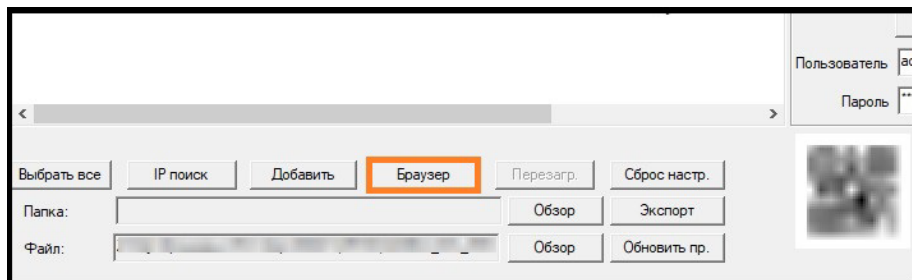 Пользователь
Пароль **
Выбрать все IP поиск Добавить Браузер Перезагр. Сброс настр.
Папка: Обзор Экспорт
Файл: Обзор Обновить пр.